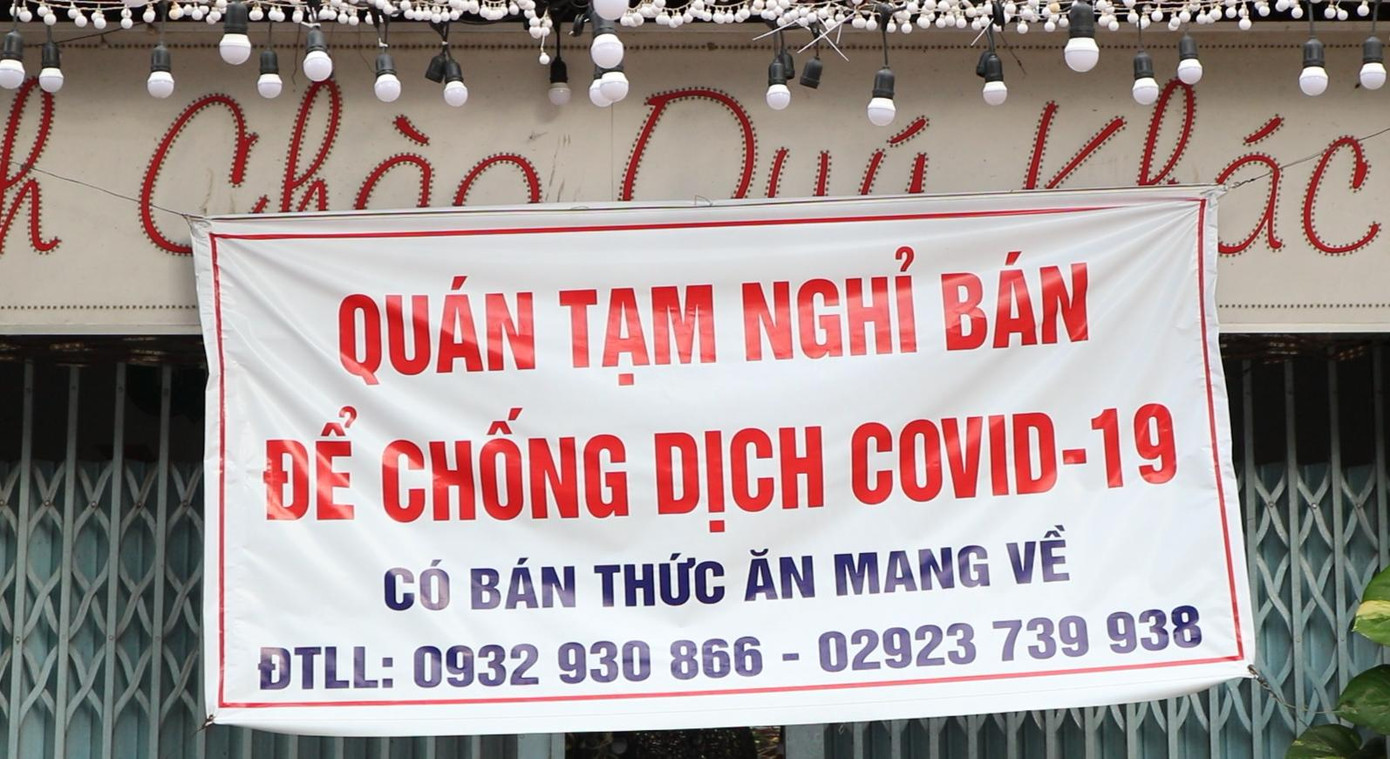 h Chào Quý Khác
QUÁN TẠM NGHỈ BÁN
ĐỂ CHỐNG DỊCH COVID-19
CÓ BÁN THỨC ĂN MANG VỀ
ĐTLL: 0932 930 866 - 02923 739 938